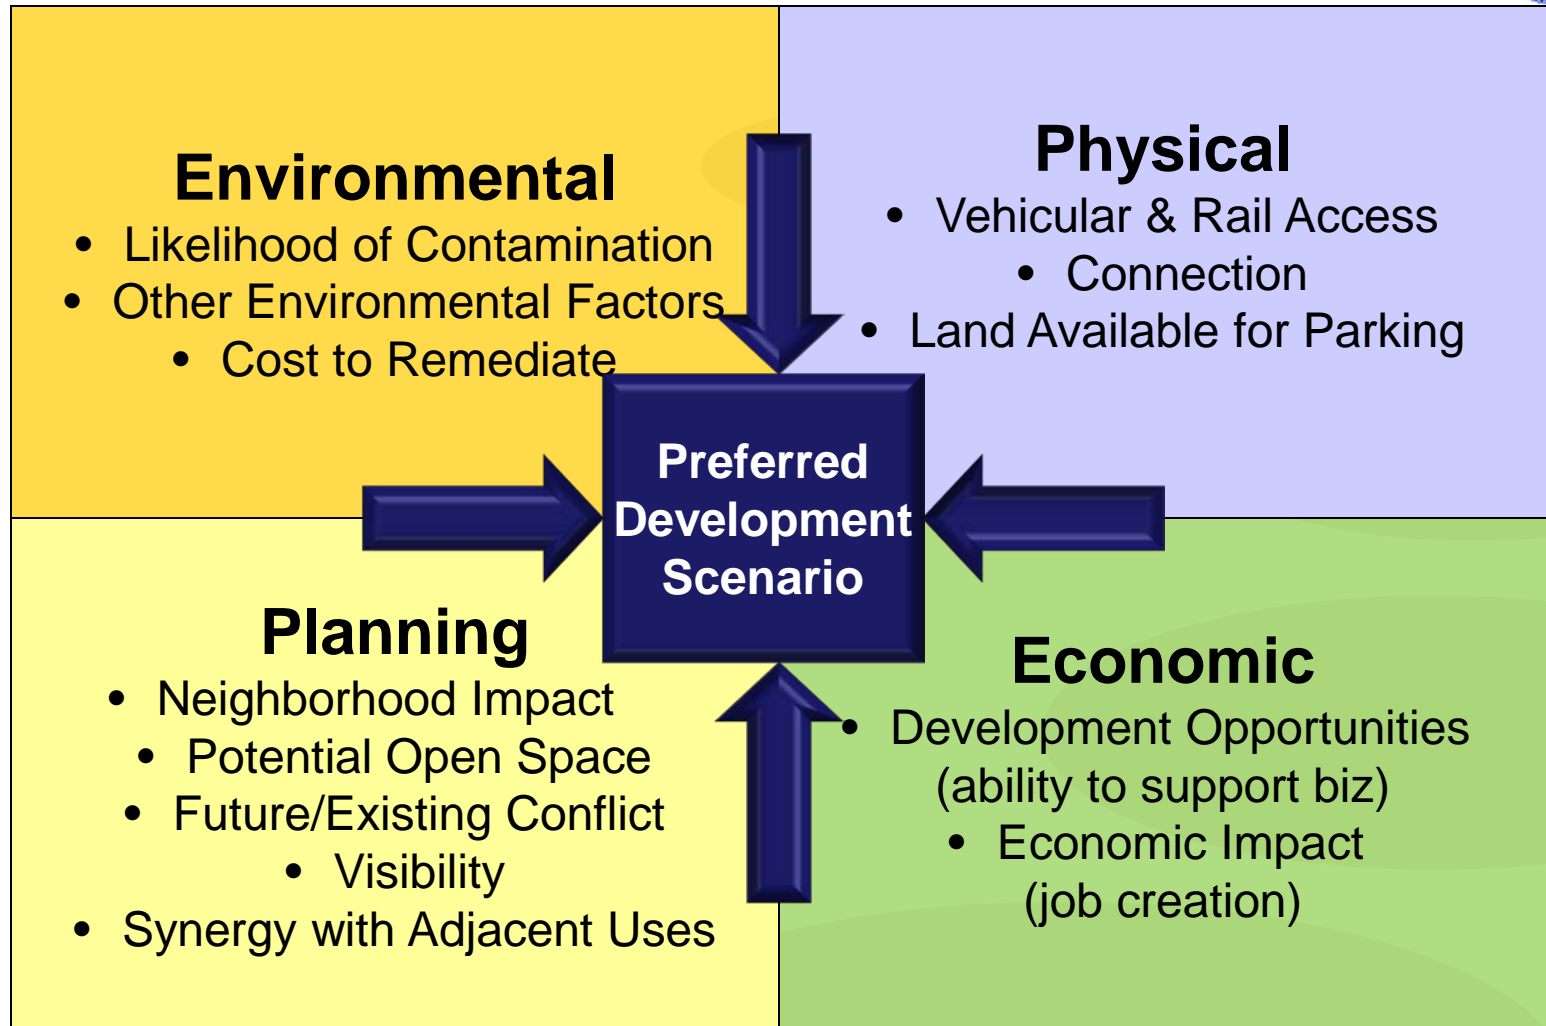 Environmental
• Likelihood of Contamination
• Other Environmental Factors
• Cost to Remediate
Physical
• Vehicular & Rail Access
• Connection
• Land Available for Parking
Preferred
Development
Scenario
Planning
• Neighborhood Impact
• Potential Open Space
• Future/Existing Conflict
• Visibility
• Synergy with Adjacent Uses
Economic
• Development Opportunities
(ability to support biz)
• Economic Impact
(job creation)